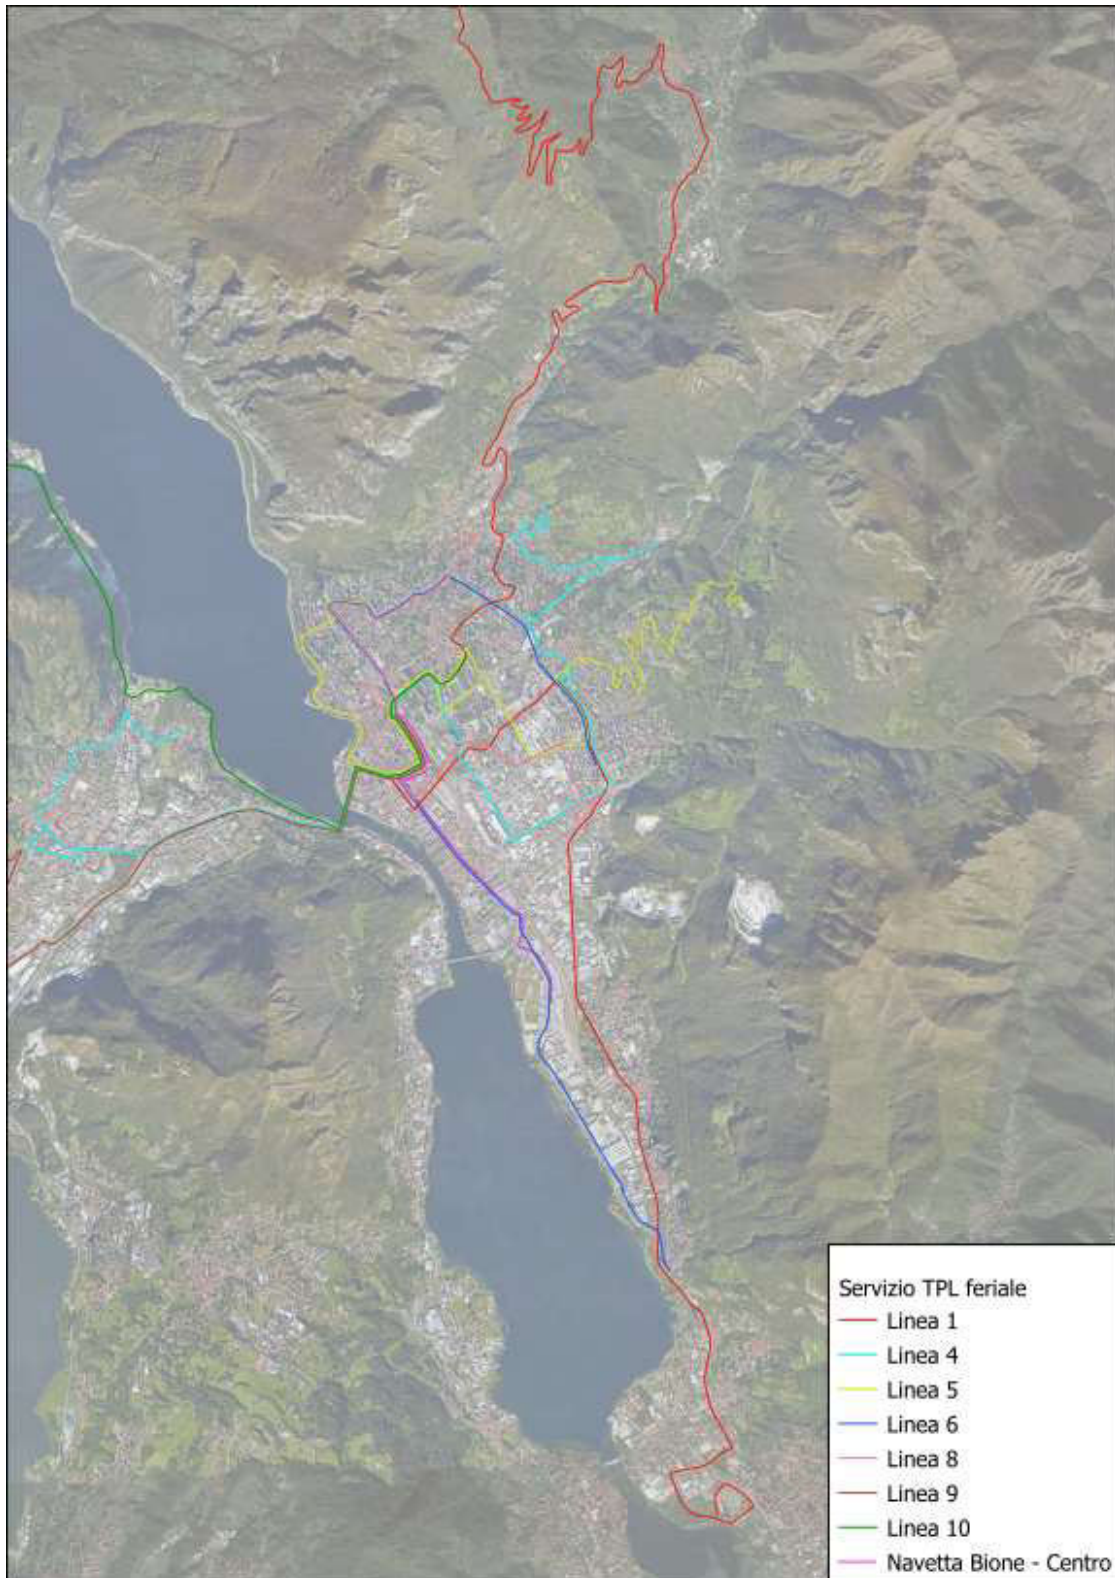 Servizio TPL feriale
Linea 1
Linea 4
Linea 5
Linea 6
Linea 8
Linea 9
Linea 10
Navetta Bione - Centro